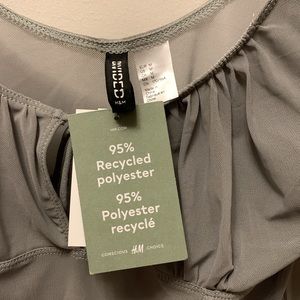 DIVIDED
H&M
HM.COM
95%
Recycled
polyester
95%
Polyester
recyclé
CONSCIOUS H&M CHOICE